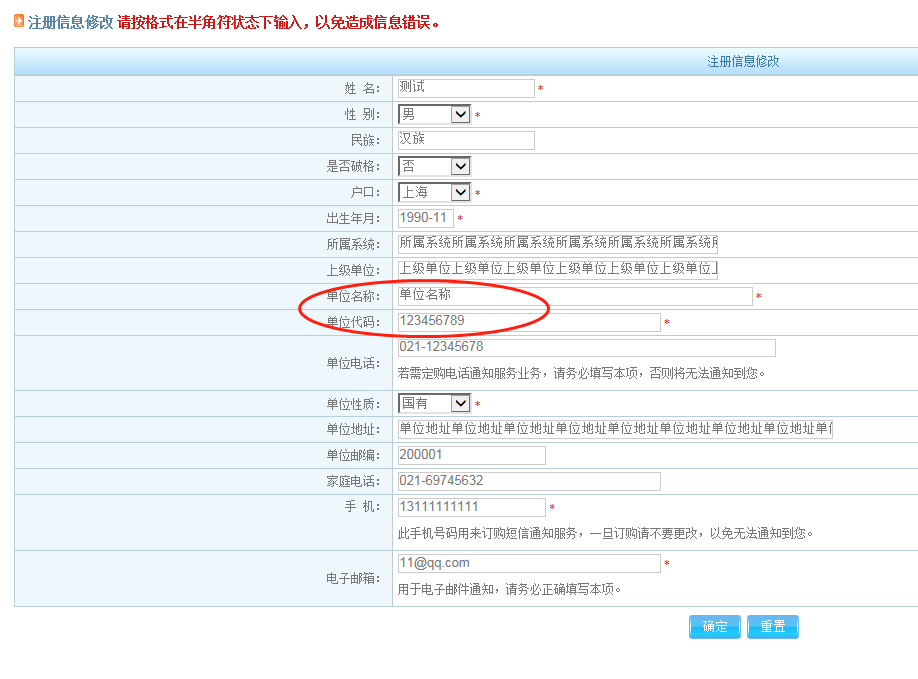 注册信息修改 请按格式在半角符状态下输入，以免造成信息错误。
注册信息修改
姓 名： 测试 *
性 别： 男 *
民族： 汉族
是否破格： 否
户口： 上海 *
出生年月： 1990-11 *
所属系统： 所属系统所属系统所属系统所属系统所属系统所属系统
上级单位： 上级单位上级单位上级单位上级单位上级单位上级单位
单位名称： 单位名称 *
单位代码： 123456789 *
单位电话： 021-12345678
若需定购电话通知服务业务，请务必填写本项，否则将无法通知到您。
单位性质： 国有 *
单位地址： 单位地址单位地址单位地址单位地址单位地址单位地址单位地址单位地址单
单位邮编： 200001
家庭电话： 021-69745632
手 机： 13111111111 *
此手机号码用来订购短信通知服务，一旦订购请不要更改，以免无法通知到您。
电子邮箱： 11@qq.com *
用于电子邮件通知，请务必正确填写本项。
确定 重置